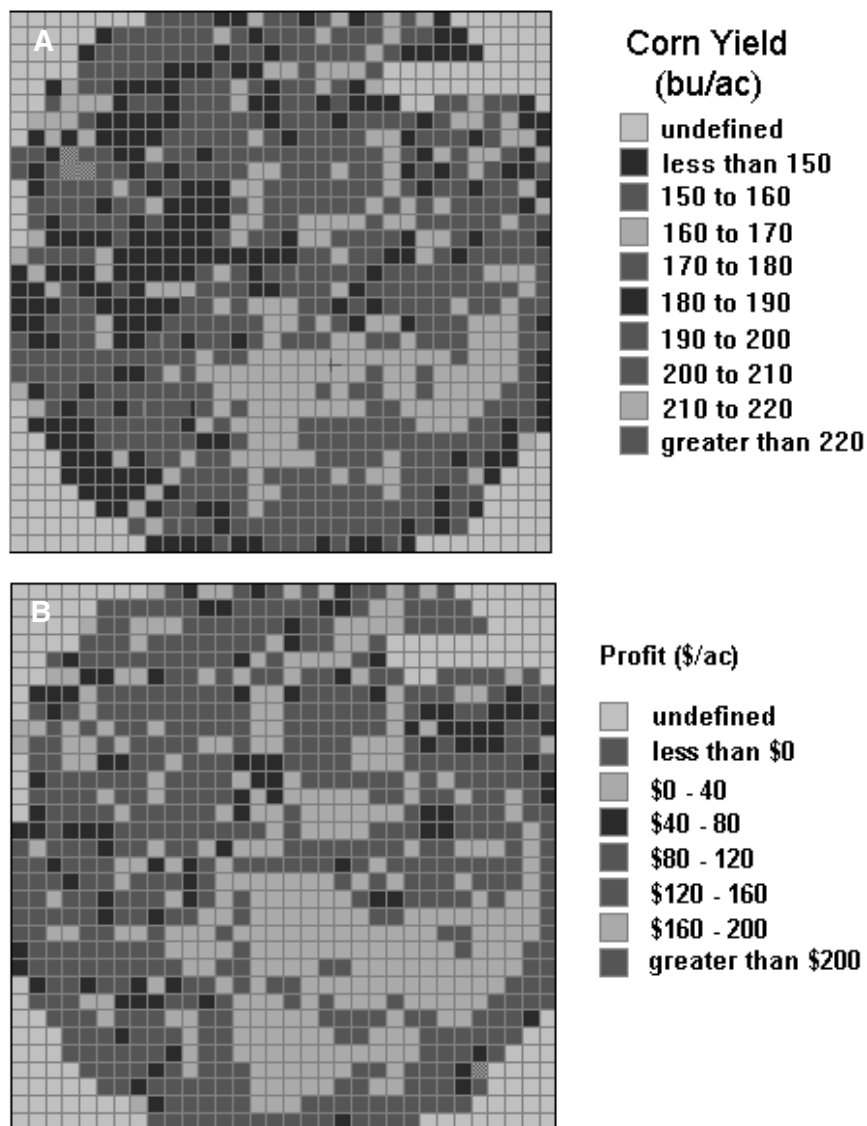 A
Corn Yield
(bu/ac)
undefined
less than 150
150 to 160
160 to 170
170 to 180
180 to 190
190 to 200
200 to 210
210 to 220
greater than 220
B
Profit ($/ac)
undefined
less than $0
$0 - 40
$40 - 80
$80 - 120
$120 - 160
$160 - 200
greater than $200